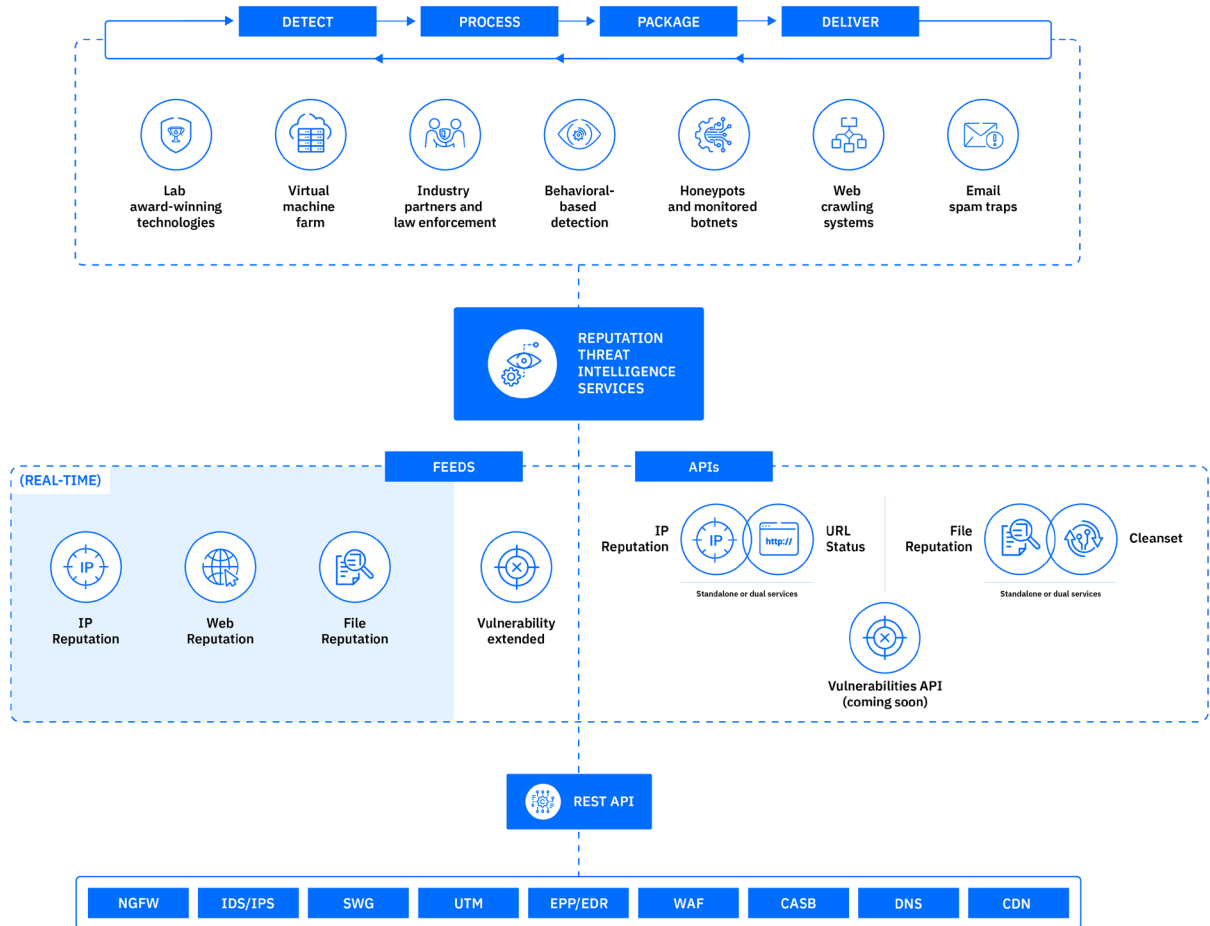 DETECT
PROCESS
PACKAGE
DELIVER
Lab
award-winning
technologies
Virtual
machine
farm
Industry
partners and
law enforcement
Behavioral-
based
detection
Honeypots
and monitored
botnets
Web
crawling
systems
Email
spam traps
REPUTATION
THREAT
INTELLIGENCE
SERVICES
FEEDS
APIs
(REAL-TIME)
IP
IP
Reputation
Web
Reputation
File
Reputation
Vulnerability
extended
IP
Reputation
IP
http://
URL
Status
Standalone or dual services
File
Reputation
Cleanset
Standalone or dual services
Vulnerabilities API
(coming soon)
C
REST API
NGFW
IDS/IPS
SWG
UTM
EPP/EDR
WAF
CASB
DNS
CDN